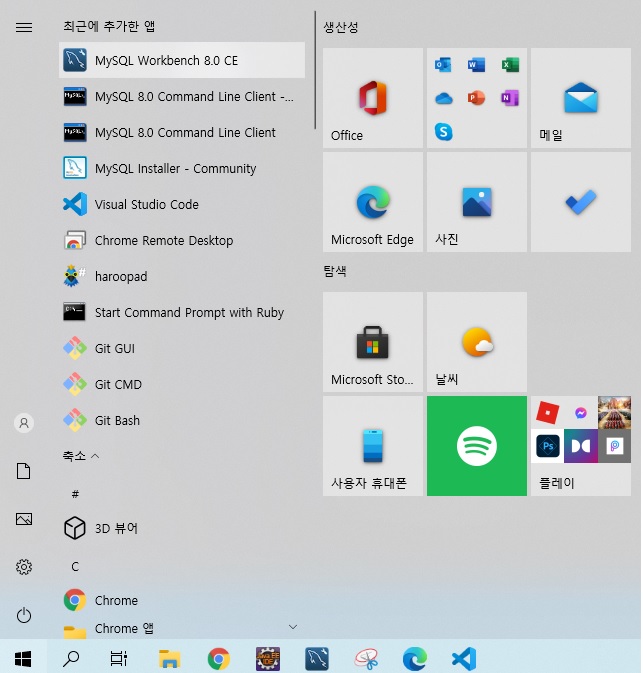 최근에 추가한 앱
MySQL Workbench 8.0 CE
MySQL 8.0 Command Line Client -...
MySQL 8.0 Command Line Client
MySQL Installer - Community
Visual Studio Code
Chrome Remote Desktop
haroopad
Start Command Prompt with Ruby
Git GUI
Git CMD
Git Bash
축소
#
3D 뷰어
C
Chrome
Chrome 앱
생산성
Office
메일
Microsoft Edge
사진
탐색
Microsoft Sto...
날씨
사용자 휴대폰
Ps
플레이